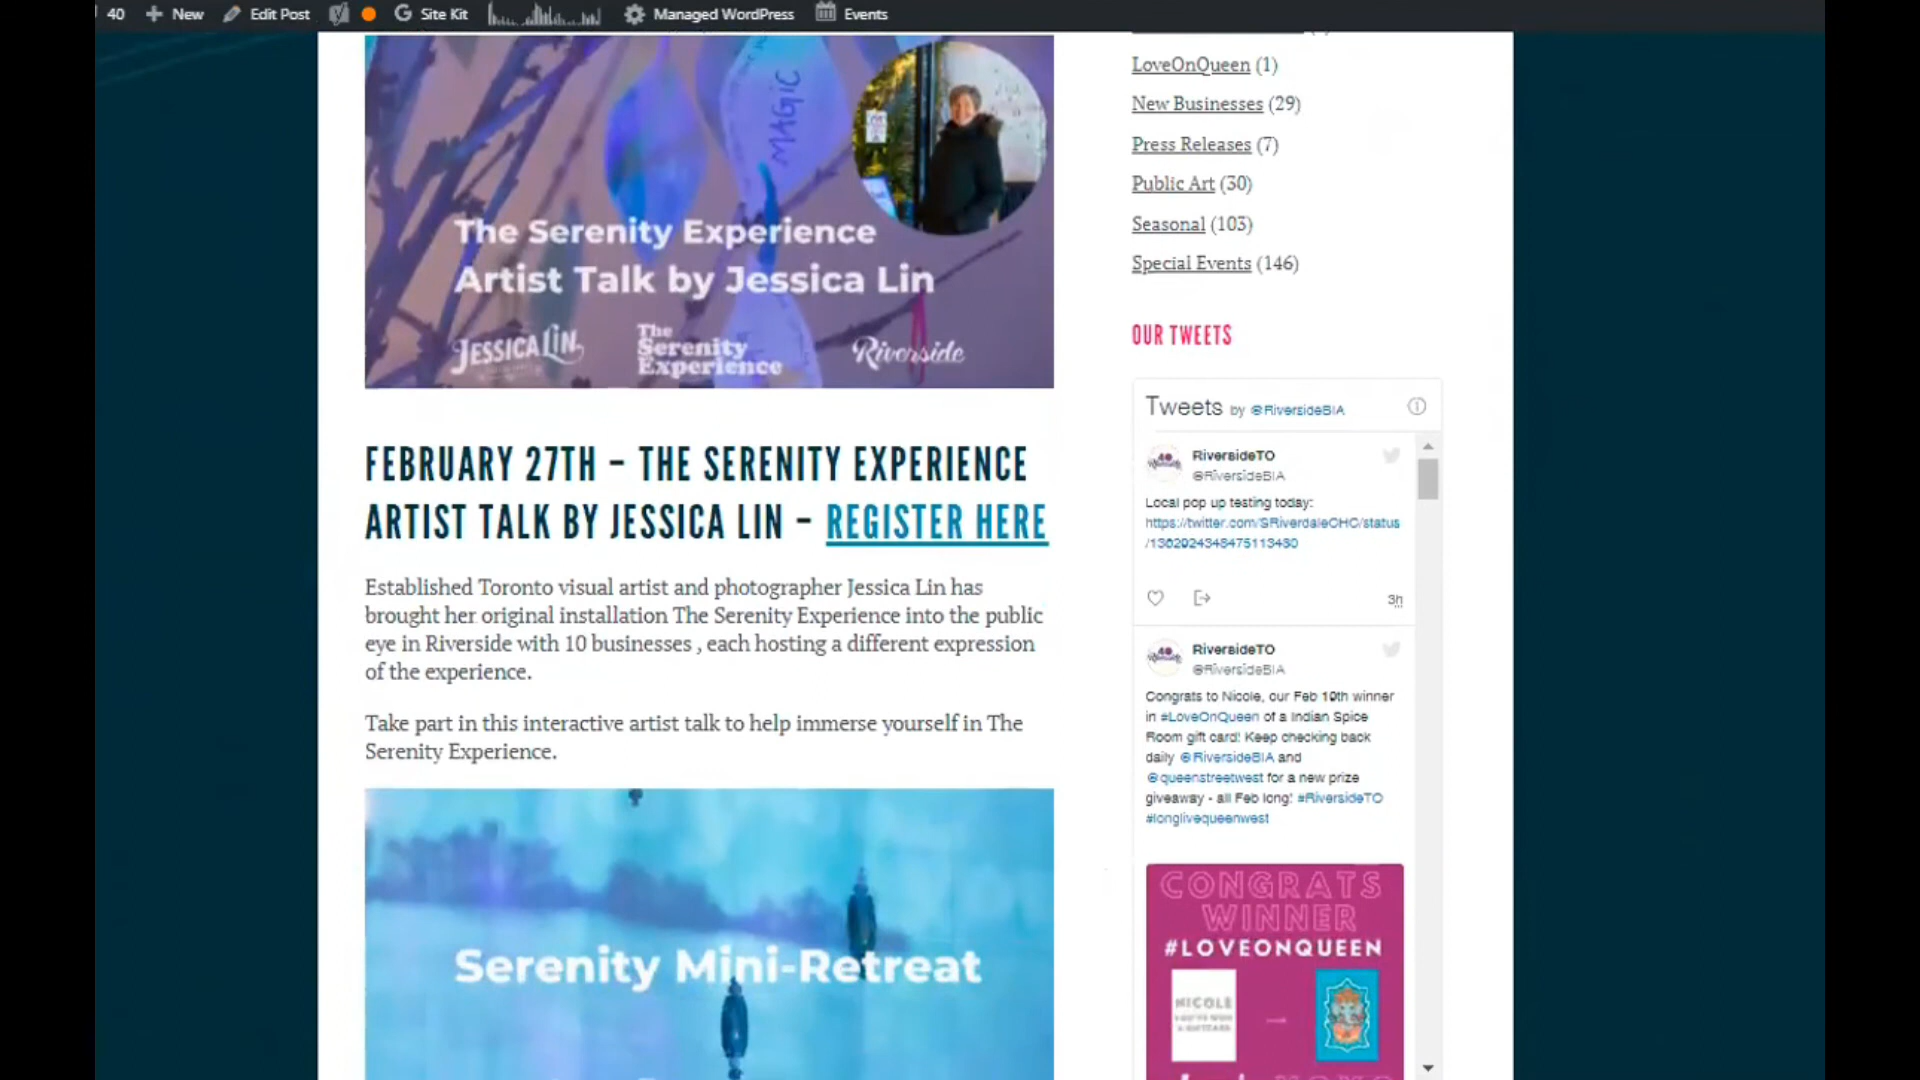 40 New Edit Post Site Kit Managed WordPress Events
MAGIC
The Serenity Experience
Artist Talk by Jessica Lin
JESSICA LIN
The
Serenity
Experience
Riverside
FEBRUARY 27TH – THE SERENITY EXPERIENCE
ARTIST TALK BY JESSICA LIN – REGISTER HERE
Established Toronto visual artist and photographer Jessica Lin has
brought her original installation The Serenity Experience into the public
eye in Riverside with 10 businesses , each hosting a different expression
of the experience.
Take part in this interactive artist talk to help immerse yourself in The
Serenity Experience.
Serenity Mini-Retreat
LoveOnQueen (1)
New Businesses (29)
Press Releases (7)
Public Art (30)
Seasonal (103)
Special Events (146)
OUR TWEETS
Tweets by @RiversideBIA
RiversideTO
@RiversideBIA
Local pop up testing today:
https://twitter.com/SRiverdaleCHC/status
/1362924348475113480
3h
RiversideTO
@RiversideBIA
Congrats to Nicole, our Feb 19th winner
in #LoveOnQueen of a Indian Spice
Room gift card! Keep checking back
daily @RiversideBIA and
@queenstreetwest for a new prize
giveaway - all Feb long! #RiversideTO
#longlivequeenwest
CONGRATS
WINNER
#LOVEONQUEEN
NICOLE